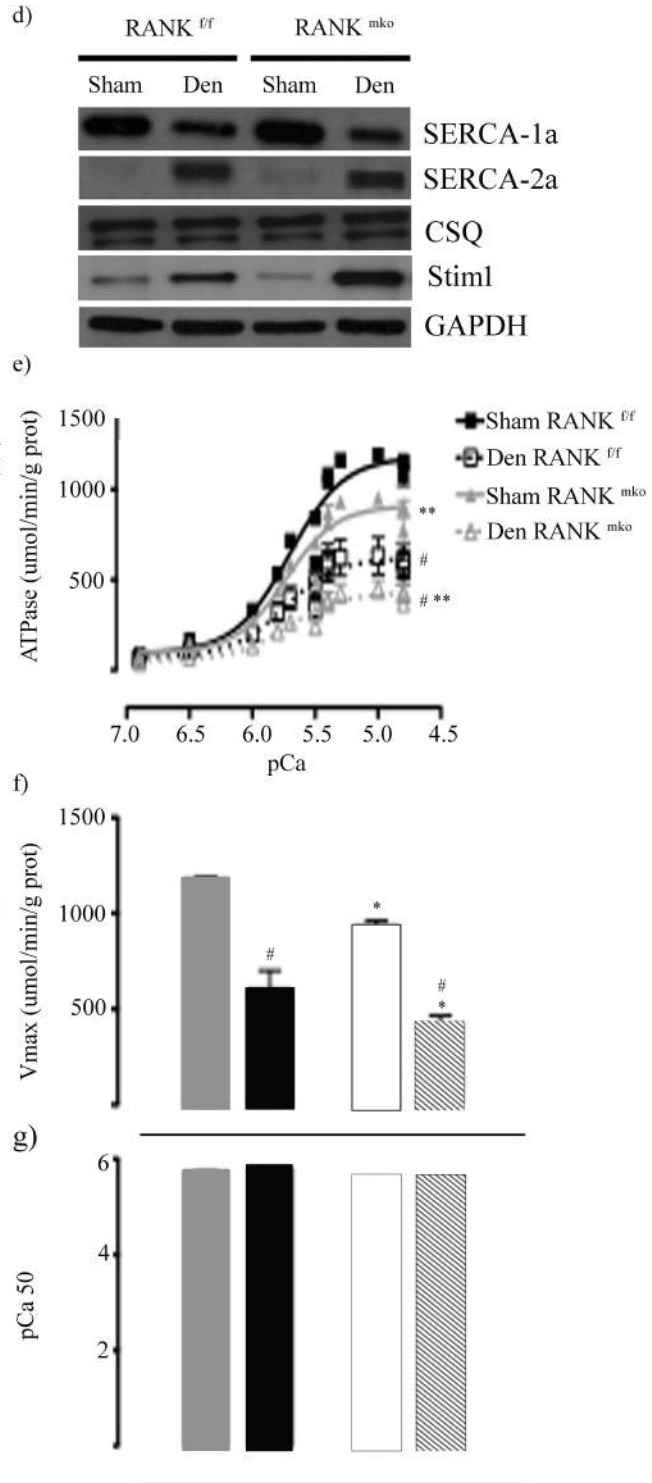 d)
RANK f/f RANK mko
Sham Den Sham Den
SERCA-1a
SERCA-2a
CSQ
Stim1
GAPDH
e)
ATPase (umol/min/g prot)
1500
1000
500
Sham RANK f/f
Den RANK f/f
Sham RANK mko
Den RANK mko
**
#
# **
7.0 6.5 6.0 5.5 5.0 4.5
pCa
f)
Vmax (umol/min/g prot)
1500
1000
500
#
*
#
*
g)
pCa 50
6
4
2